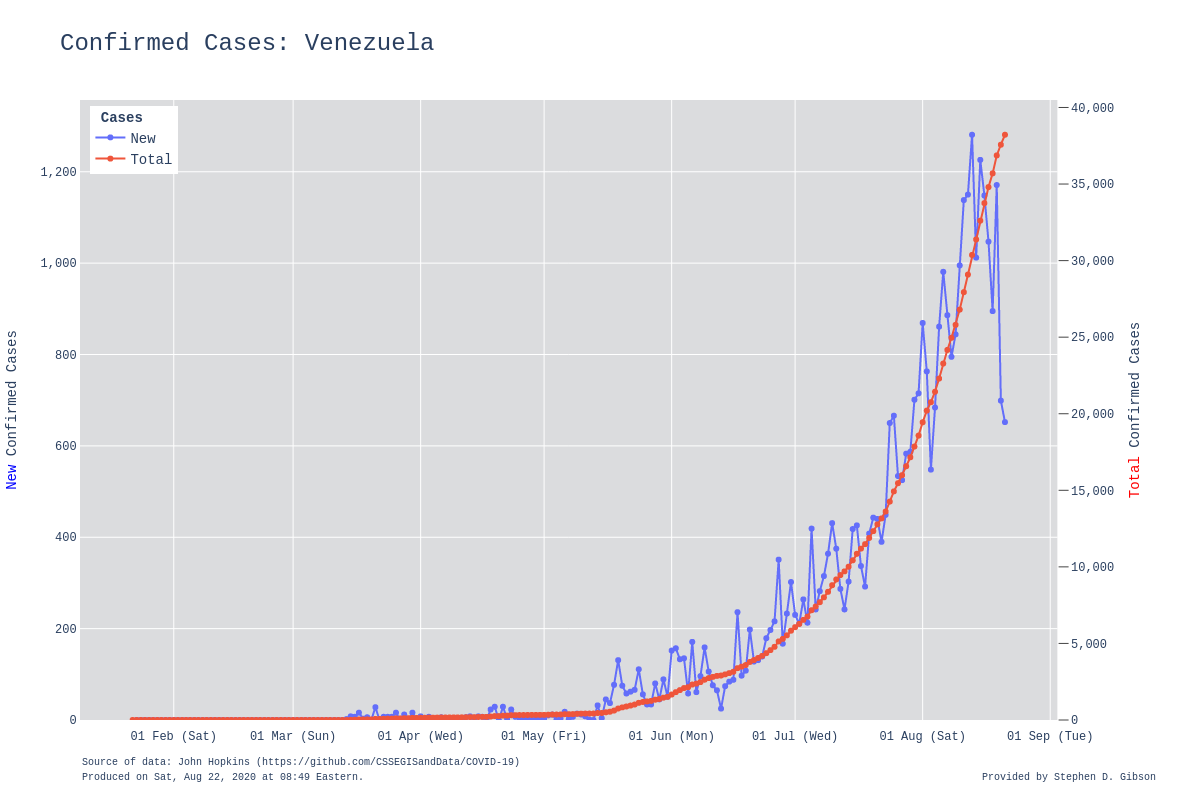 Confirmed Cases: Venezuela
Cases
New
Total
1,200
1,000
800
600
400
200
0
New Confirmed Cases
40,000
35,000
30,000
25,000
20,000
15,000
10,000
5,000
0
Total Confirmed Cases
01 Feb (Sat) 01 Mar (Sun) 01 Apr (Wed) 01 May (Fri) 01 Jun (Mon) 01 Jul (Wed) 01 Aug (Sat) 01 Sep (Tue)
Source of data: John Hopkins (https://github.com/CSSEGISandData/COVID-19)
Produced on Sat, Aug 22, 2020 at 08:49 Eastern.
Provided by Stephen D. Gibson